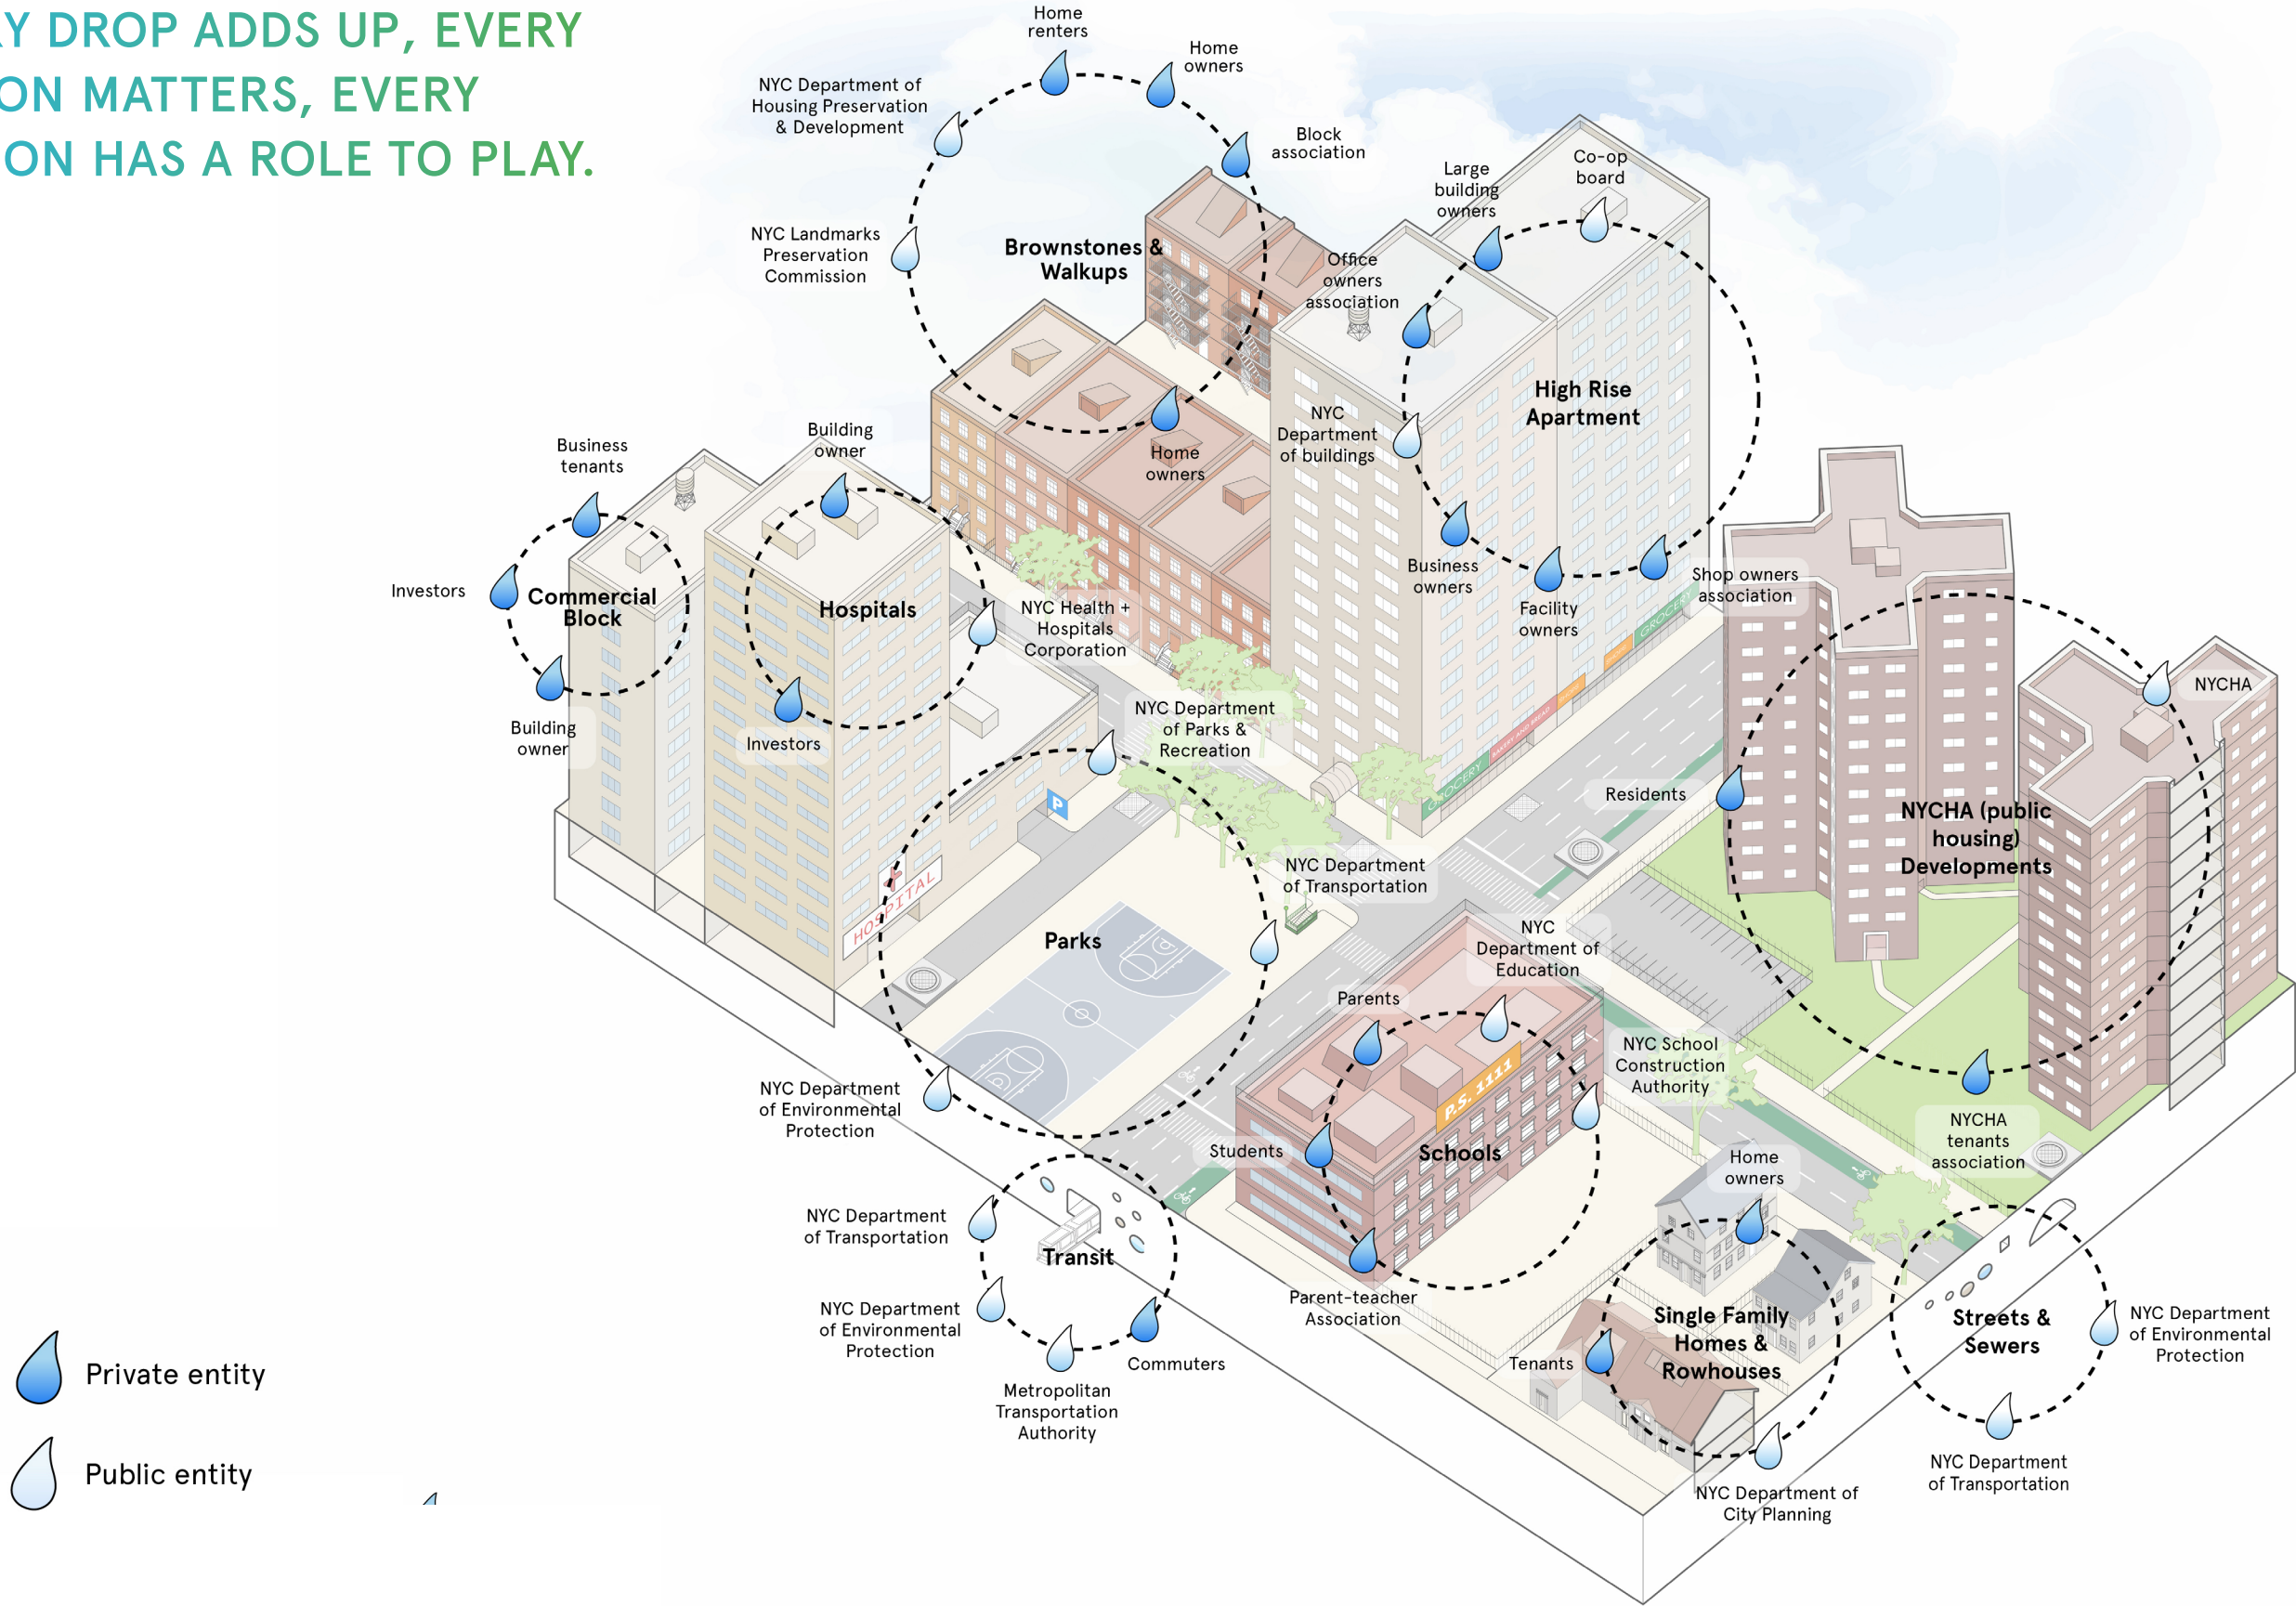 Y DROP ADDS UP, EVERY
ON MATTERS, EVERY
ON HAS A ROLE TO PLAY.
Home
renters
Home
owners
NYC Department of
Housing Preservation
& Development
Block
association
NYC Landmarks
Preservation
Commission
Brownstones &
Walkups
Home
owners
Large
building
owners
Co-op
board
Office
owners
association
High Rise
Apartment
NYC
Department
of buildings
Business
owners
Facility
owners
Shop owners
association
GROCERY
BAKERY AND BREAD
GROCERY
Business
tenants
Investors
Commercial
Block
Building
owner
Building
owner
Hospitals
NYC Health +
Hospitals
Corporation
Investors
HOSPITAL
P
NYC Department
of Parks &
Recreation
Parks
NYC Department
of Transportation
NYC Department
of Environmental
Protection
Residents
NYCHA
NYCHA (public
housing)
Developments
NYCHA
tenants
association
NYC
Department of
Education
Parents
NYC School
Construction
Authority
P.S. 1111
Students
Schools
Parent-teacher
Association
NYC Department
of Transportation
Transit
NYC Department
of Environmental
Protection
Metropolitan
Transportation
Authority
Commuters
Home
owners
Single Family
Homes &
Rowhouses
Tenants
NYC Department of
City Planning
Streets &
Sewers
NYC Department
of Environmental
Protection
NYC Department
of Transportation
Private entity
Public entity